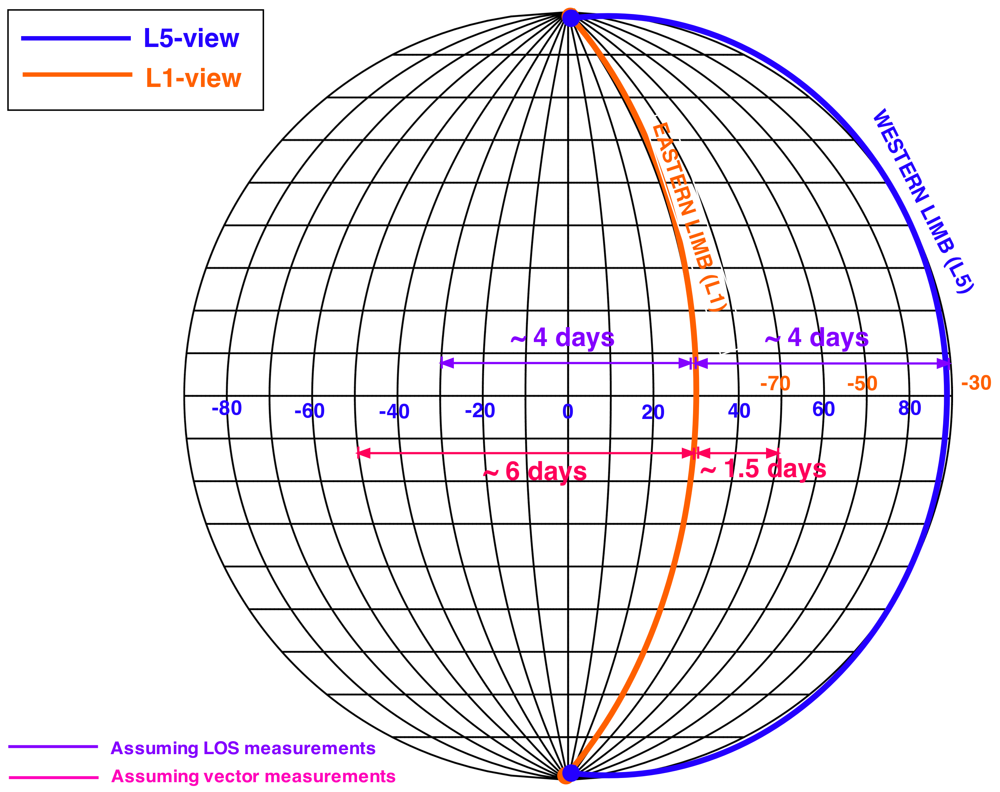 L5-view
L1-view
WESTERN LIMB (L5)
EASTERN LIMB (L1)
~ 4 days ~ 4 days
-70 -50 -30
-80 -60 -40 -20 0 20 40 60 80
~ 6 days ~ 1.5 days
Assuming LOS measurements
Assuming vector measurements